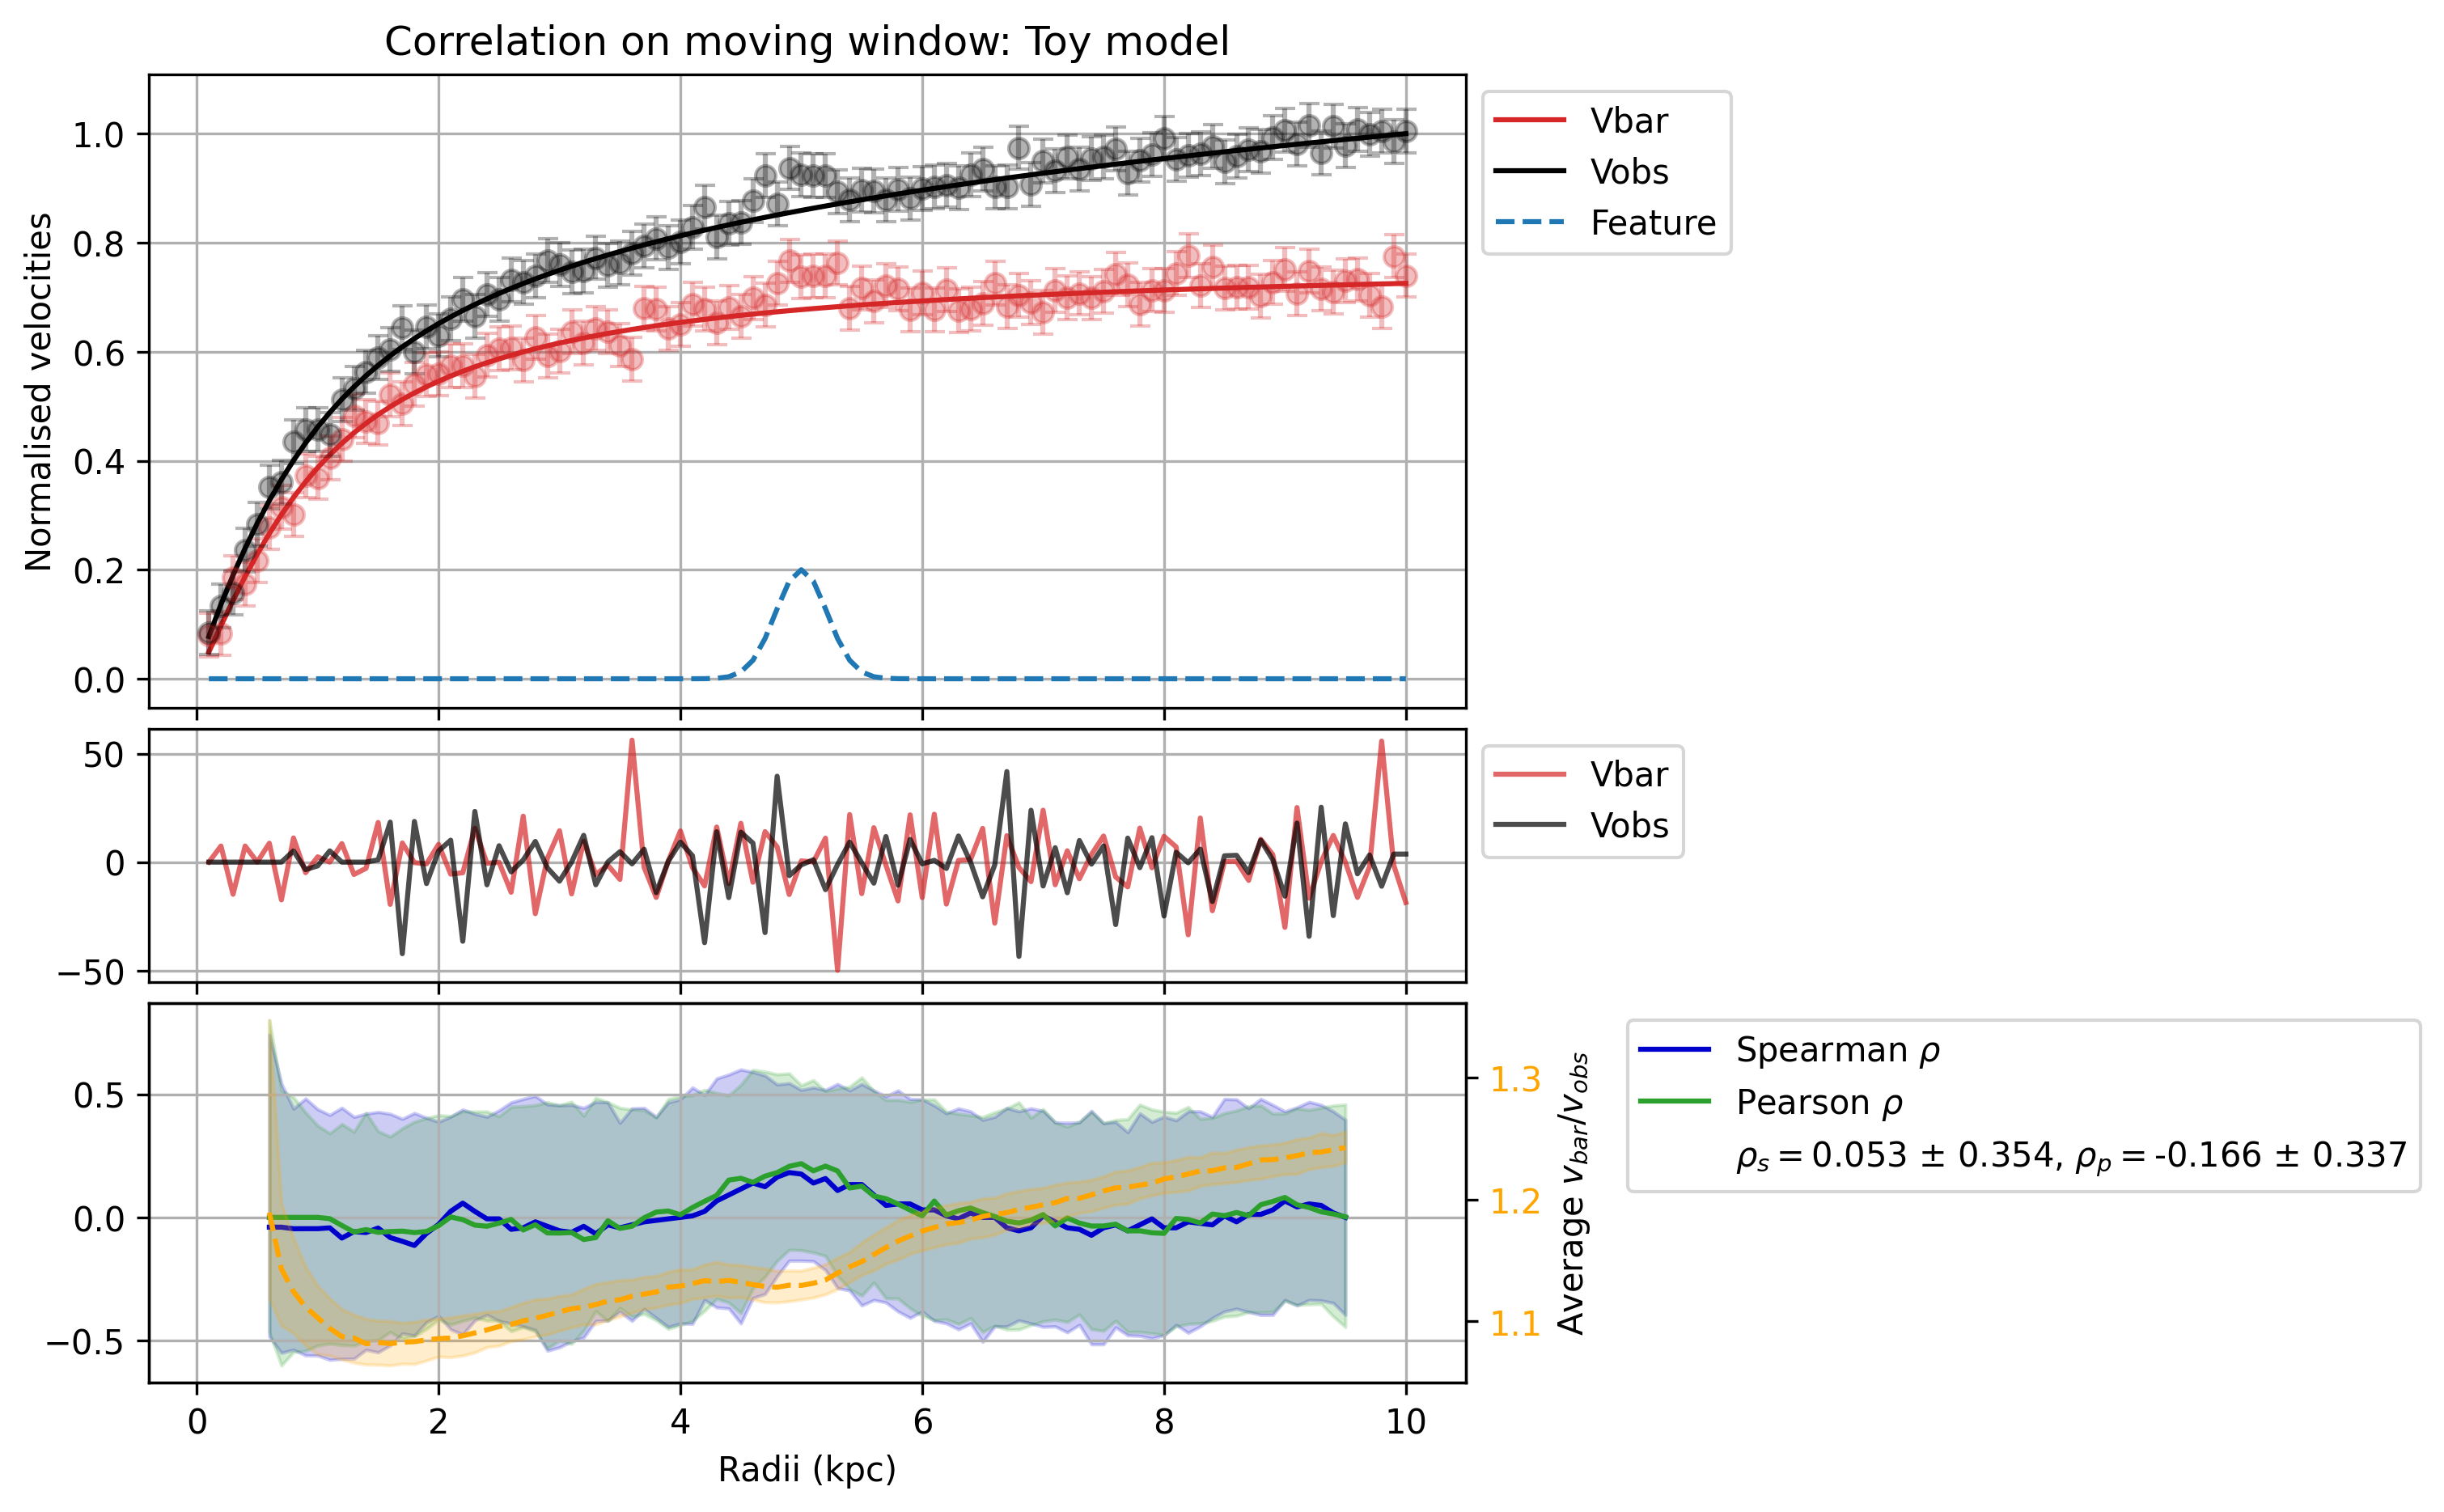 Correlation on moving window: Toy model
Normalised velocities
1.0
0.8
0.6
0.4
0.2
0.0
Vbar
Vobs
Feature
50
0
−50
Vbar
Vobs
0.5
0.0
−0.5
1.3
1.2
1.1
Average v_bar/v_obs
Spearman ρ
Pearson ρ
ρ_s = 0.053 ± 0.354, ρ_p = -0.166 ± 0.337
0 2 4 6 8 10
Radii (kpc)